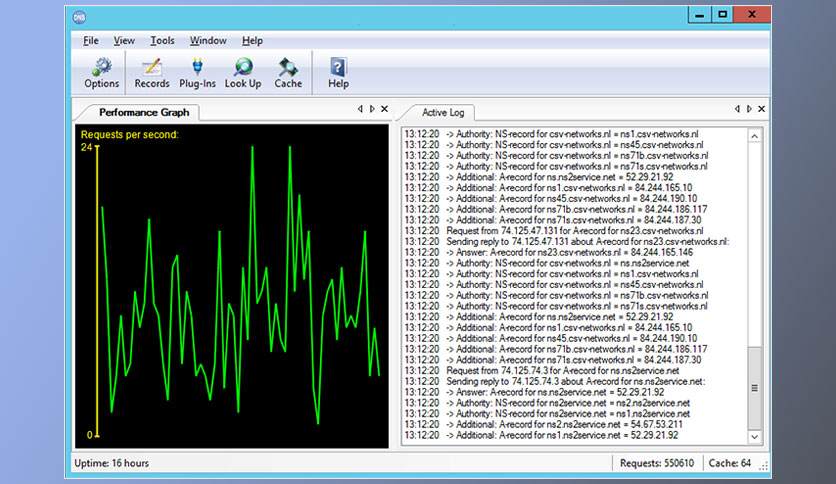 DNS
File View Tools Window Help
Options Records Plug-Ins Look Up Cache Help
Performance Graph
Requests per second:
24
0
Active Log
13:12:20 -> Authority: NS-record for csv-networks.nl = ns1.csv-networks.nl
13:12:20 -> Authority: NS-record for csv-networks.nl = ns45.csv-networks.nl
13:12:20 -> Authority: NS-record for csv-networks.nl = ns71b.csv-networks.nl
13:12:20 -> Authority: NS-record for csv-networks.nl = ns71s.csv-networks.nl
13:12:20 -> Additional: A-record for ns.ns2service.net = 52.29.21.92
13:12:20 -> Additional: A-record for ns1.csv-networks.nl = 84.244.165.10
13:12:20 -> Additional: A-record for ns45.csv-networks.nl = 84.244.190.10
13:12:20 -> Additional: A-record for ns71b.csv-networks.nl = 84.244.186.117
13:12:20 -> Additional: A-record for ns71s.csv-networks.nl = 84.244.187.30
13:12:20 Request from 74.125.47.131 for A-record for ns23.csv-networks.nl
13:12:20 Sending reply to 74.125.47.131 about A-record for ns23.csv-networks.nl:
13:12:20 -> Answer: A-record for ns23.csv-networks.nl = 84.244.165.146
13:12:20 -> Authority: NS-record for csv-networks.nl = ns.ns2service.net
13:12:20 -> Authority: NS-record for csv-networks.nl = ns1.csv-networks.nl
13:12:20 -> Authority: NS-record for csv-networks.nl = ns45.csv-networks.nl
13:12:20 -> Authority: NS-record for csv-networks.nl = ns71b.csv-networks.nl
13:12:20 -> Authority: NS-record for csv-networks.nl = ns71s.csv-networks.nl
13:12:20 -> Additional: A-record for ns.ns2service.net = 52.29.21.92
13:12:20 -> Additional: A-record for ns1.csv-networks.nl = 84.244.165.10
13:12:20 -> Additional: A-record for ns45.csv-networks.nl = 84.244.190.10
13:12:20 -> Additional: A-record for ns71b.csv-networks.nl = 84.244.186.117
13:12:20 -> Additional: A-record for ns71s.csv-networks.nl = 84.244.187.30
13:12:20 Request from 74.125.74.3 for A-record for ns.ns2service.net
13:12:20 Sending reply to 74.125.74.3 about A-record for ns.ns2service.net:
13:12:20 -> Answer: A-record for ns.ns2service.net = 52.29.21.92
13:12:20 -> Authority: NS-record for ns2service.net = ns2.ns2service.net
13:12:20 -> Authority: NS-record for ns2service.net = ns1.ns2service.net
13:12:20 -> Additional: A-record for ns2.ns2service.net = 54.67.53.211
13:12:20 -> Additional: A-record for ns1.ns2service.net = 52.29.21.92
Uptime: 16 hours
Requests: 550610
Cache: 64